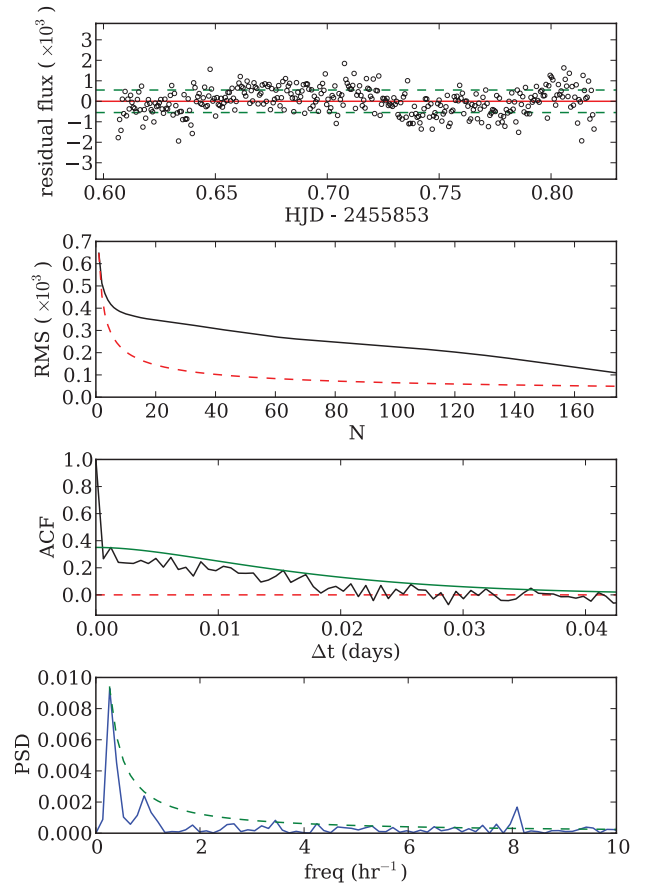 residual flux ( ×10³)
3
2
1
0
−1
−2
−3
0.60 0.65 0.70 0.75 0.80
HJD - 2455853
RMS ( ×10³)
0.7
0.6
0.5
0.4
0.3
0.2
0.1
0.0
0 20 40 60 80 100 120 140 160
N
ACF
1.0
0.8
0.6
0.4
0.2
0.0
0.00 0.01 0.02 0.03 0.04
Δt (days)
PSD
0.010
0.008
0.006
0.004
0.002
0.000
0 2 4 6 8 10
freq (hr⁻¹)